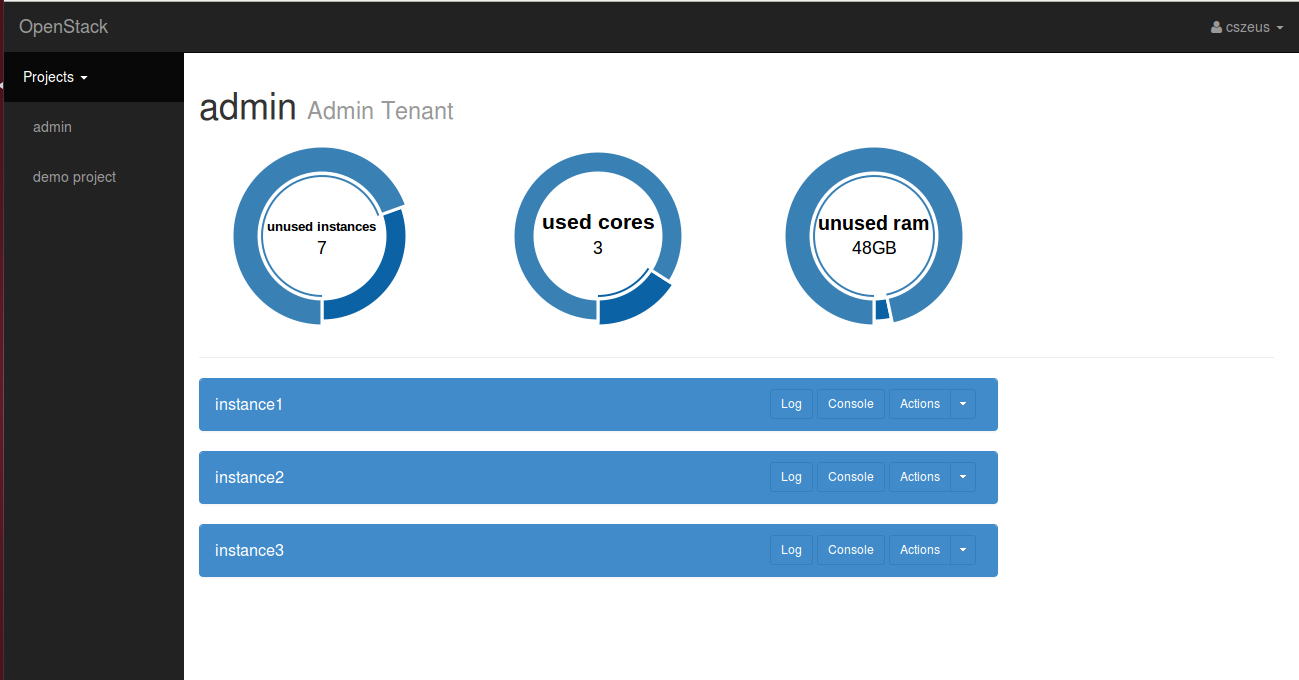 OpenStack
cszeus
Projects
admin
demo project
admin Admin Tenant
unused instances
7
used cores
3
unused ram
48GB
instance1 Log Console Actions
instance2 Log Console Actions
instance3 Log Console Actions